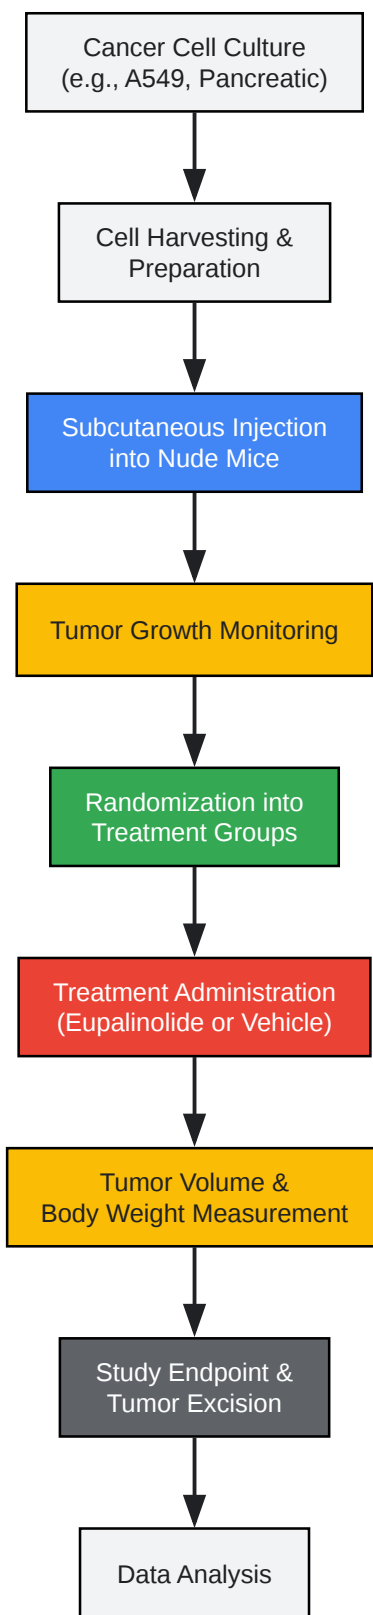 Cancer Cell Culture
(e.g., A549, Pancreatic)
Cell Harvesting &
Preparation
Subcutaneous Injection
into Nude Mice
Tumor Growth Monitoring
Randomization into
Treatment Groups
Treatment Administration
(Eupalinolide or Vehicle)
Tumor Volume &
Body Weight Measurement
Study Endpoint &
Tumor Excision
Data Analysis